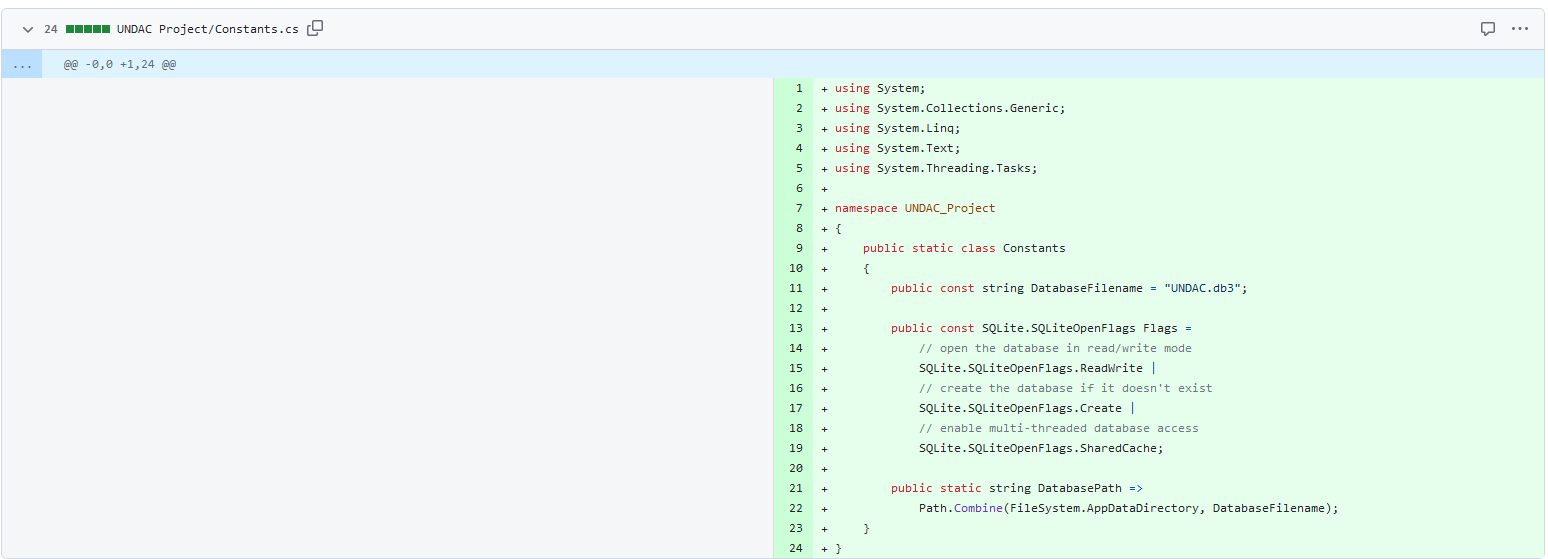 24 UNDAC Project/Constants.cs
... @@ -0,0 +1,24 @@
1 + using System;
2 + using System.Collections.Generic;
3 + using System.Linq;
4 + using System.Text;
5 + using System.Threading.Tasks;
6 +
7 + namespace UNDAC_Project
8 + {
9 +     public static class Constants
10 +     {
11 +         public const string DatabaseFilename = "UNDAC.db3";
12 +
13 +         public const SQLite.SQLiteOpenFlags Flags =
14 +             // open the database in read/write mode
15 +             SQLite.SQLiteOpenFlags.ReadWrite |
16 +             // create the database if it doesn't exist
17 +             SQLite.SQLiteOpenFlags.Create |
18 +             // enable multi-threaded database access
19 +             SQLite.SQLiteOpenFlags.SharedCache;
20 +
21 +         public static string DatabasePath =>
22 +             Path.Combine(FileSystem.AppDataDirectory, DatabaseFilename);
23 +     }
24 + }